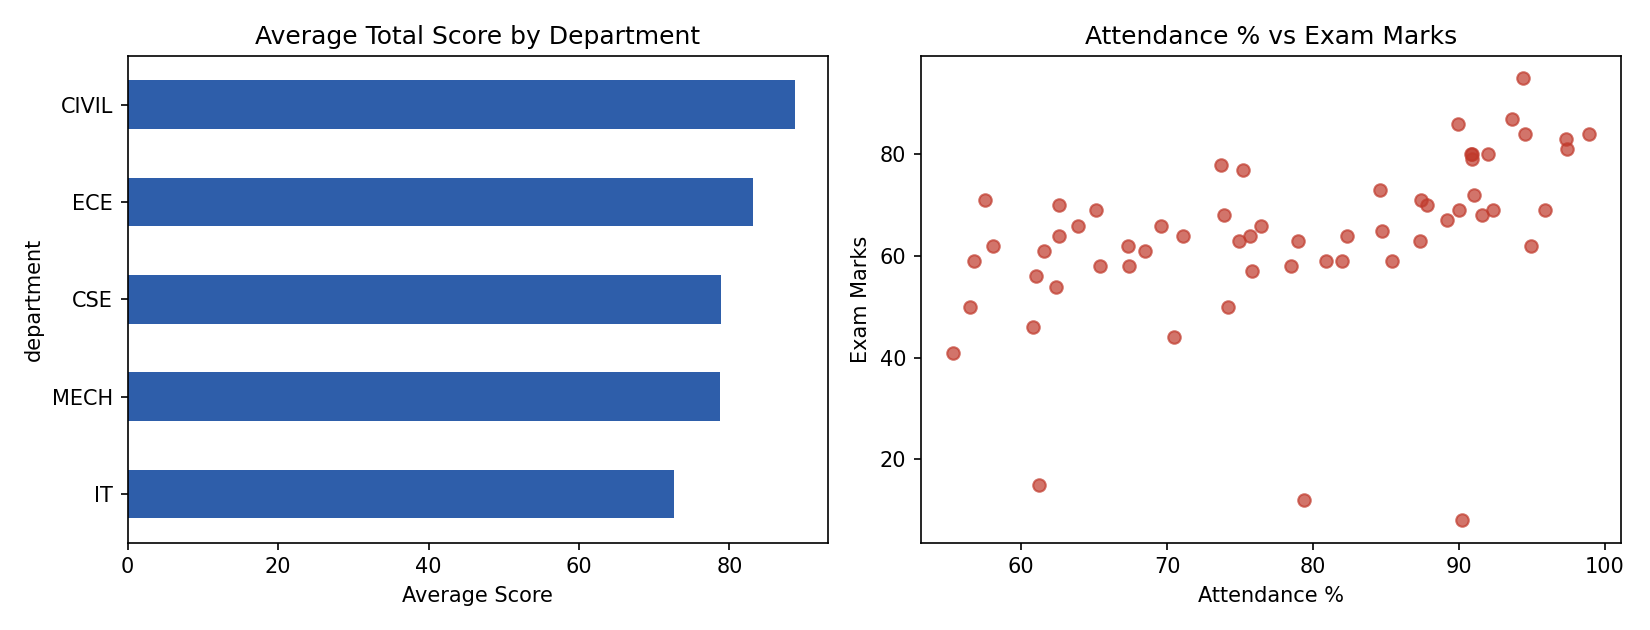 Average Total Score by Department
department
CIVIL
ECE
CSE
MECH
IT
0 20 40 60 80
Average Score
Attendance % vs Exam Marks
Exam Marks
80
60
40
20
60 70 80 90 100
Attendance %